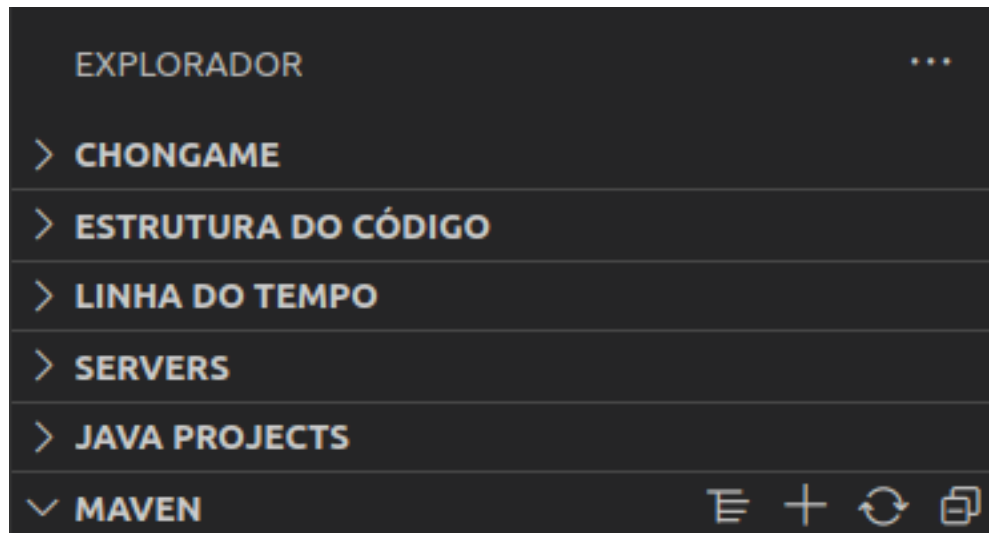 EXPLORADOR
CHONGAME
ESTRUTURA DO CÓDIGO
LINHA DO TEMPO
SERVERS
JAVA PROJECTS
MAVEN